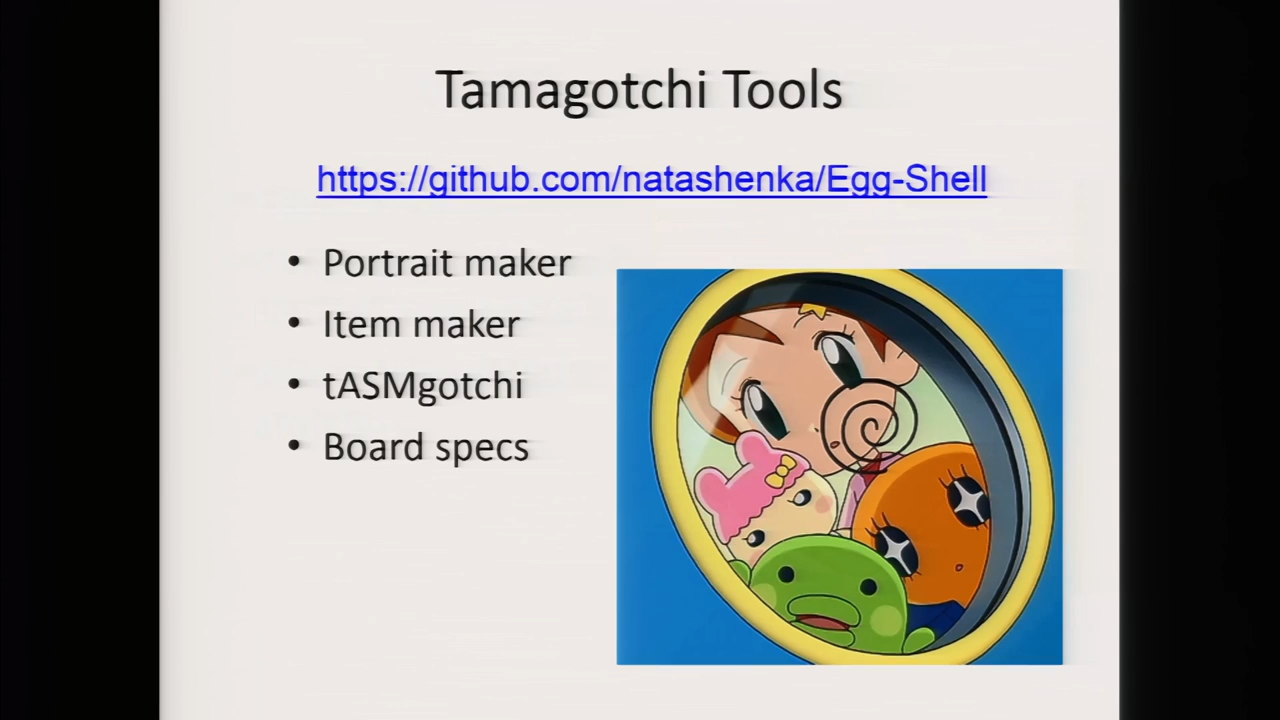 Tamagotchi Tools
https://github.com/natashenka/Egg-Shell
• Portrait maker
• Item maker
• tASMgotchi
• Board specs